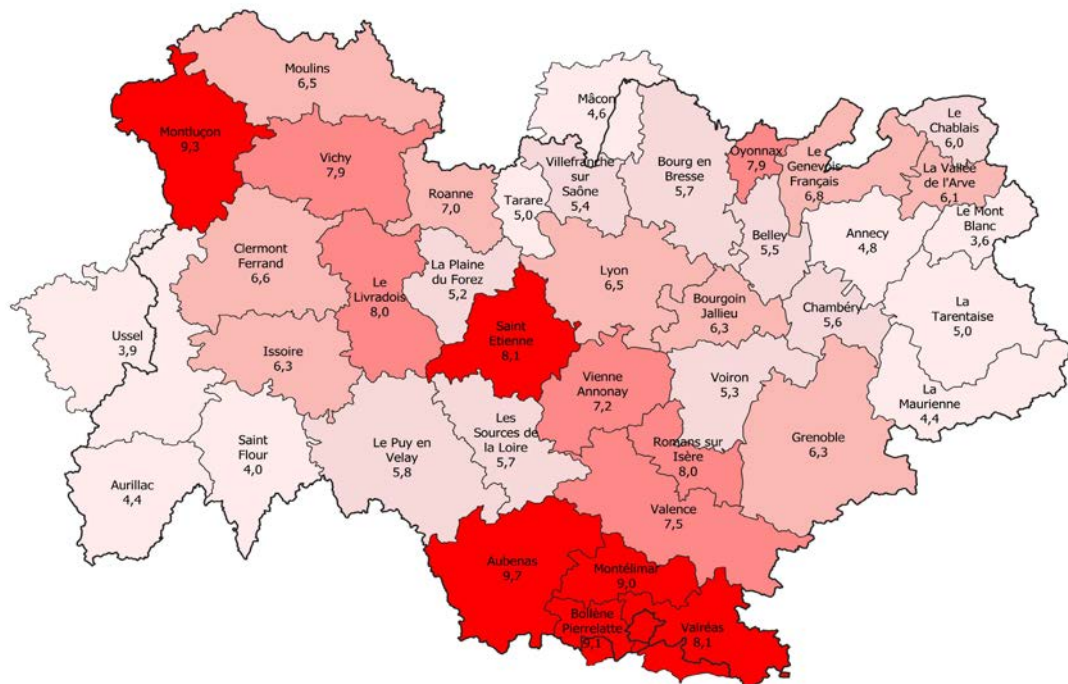 Moulins
6,5
Mâcon
4,6
Le
Chablais
6,0
Montluçon
9,3
Vichy
7,9
Villefranche
sur
Saône
5,4
Bourg en
Bresse
5,7
Oyonnax
7,9
Le
Genevois
Français
6,8
La Vallée
de l'Arve
6,1
Roanne
7,0
Tarare
5,0
Le Mont
Blanc
3,6
Belley
5,5
Annecy
4,8
Clermont
Ferrand
6,6
La Plaine
du Forez
5,2
Le
Livradois
8,0
Lyon
6,5
Bourgoin
Jallieu
6,3
Chambéry
5,6
La
Tarentaise
5,0
Ussel
3,9
Saint
Etienne
8,1
Issoire
6,3
Vienne
Annonay
7,2
Voiron
5,3
La
Maurienne
4,4
Les
Sources de
la Loire
5,7
Saint
Flour
4,0
Le Puy en
Velay
5,8
Romans sur
Isère
8,0
Grenoble
6,3
Aurillac
4,4
Valence
7,5
Aubenas
9,7
Montélimar
9,0
Bollène
Pierrelatte
9,1
Valréas
8,1